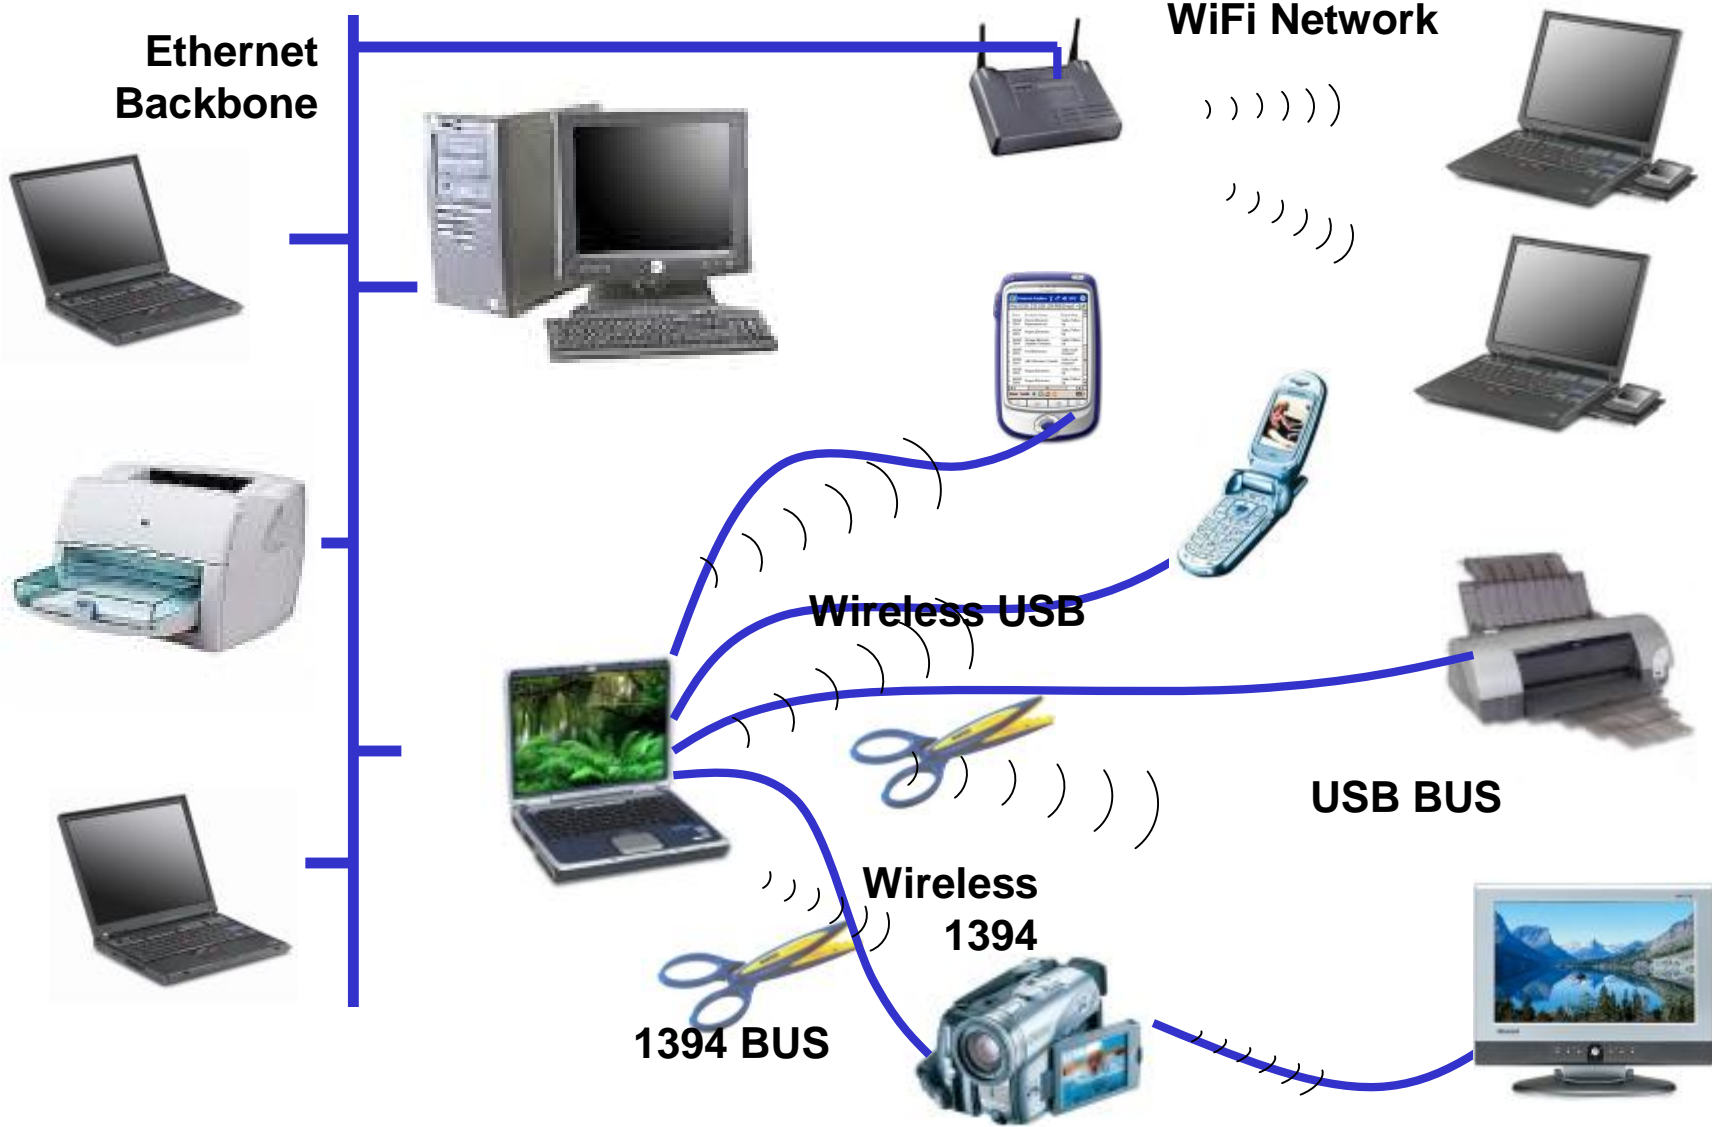 WiFi Network
Ethernet
Backbone
Wireless USB
USB BUS
Wireless
1394
1394 BUS